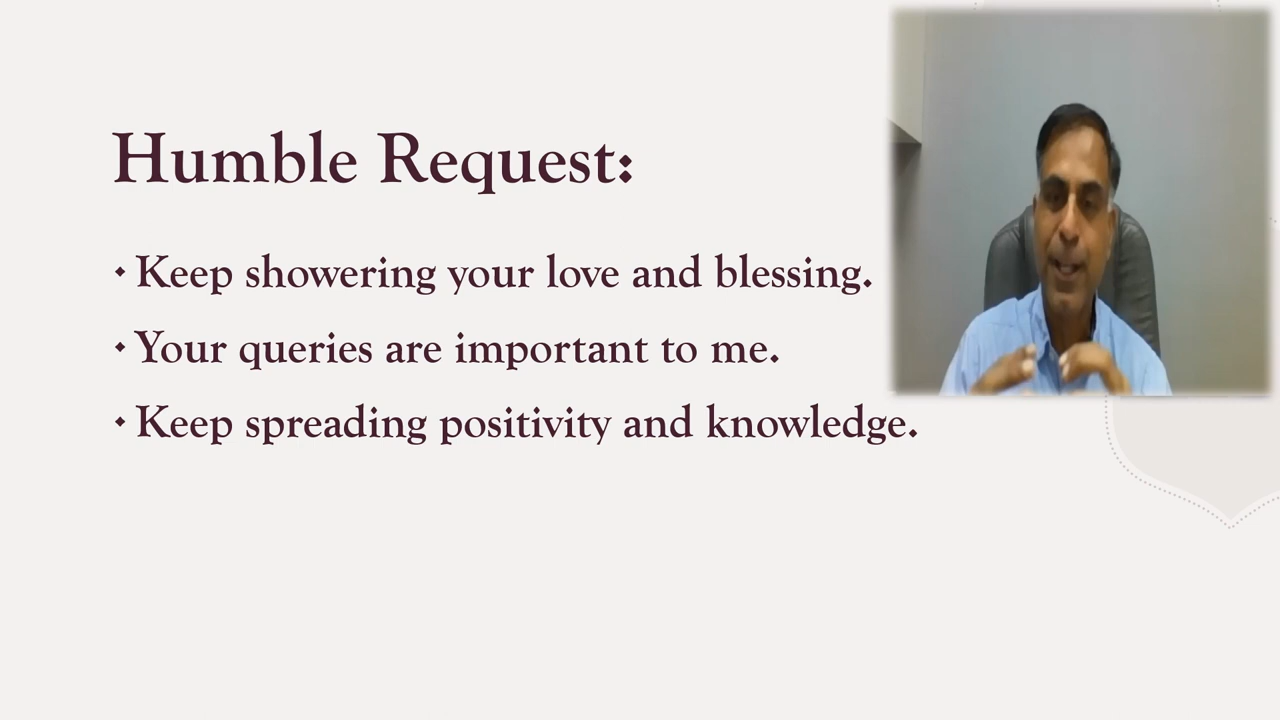 Humble Request:
• Keep showering your love and blessing.
• Your queries are important to me.
• Keep spreading positivity and knowledge.